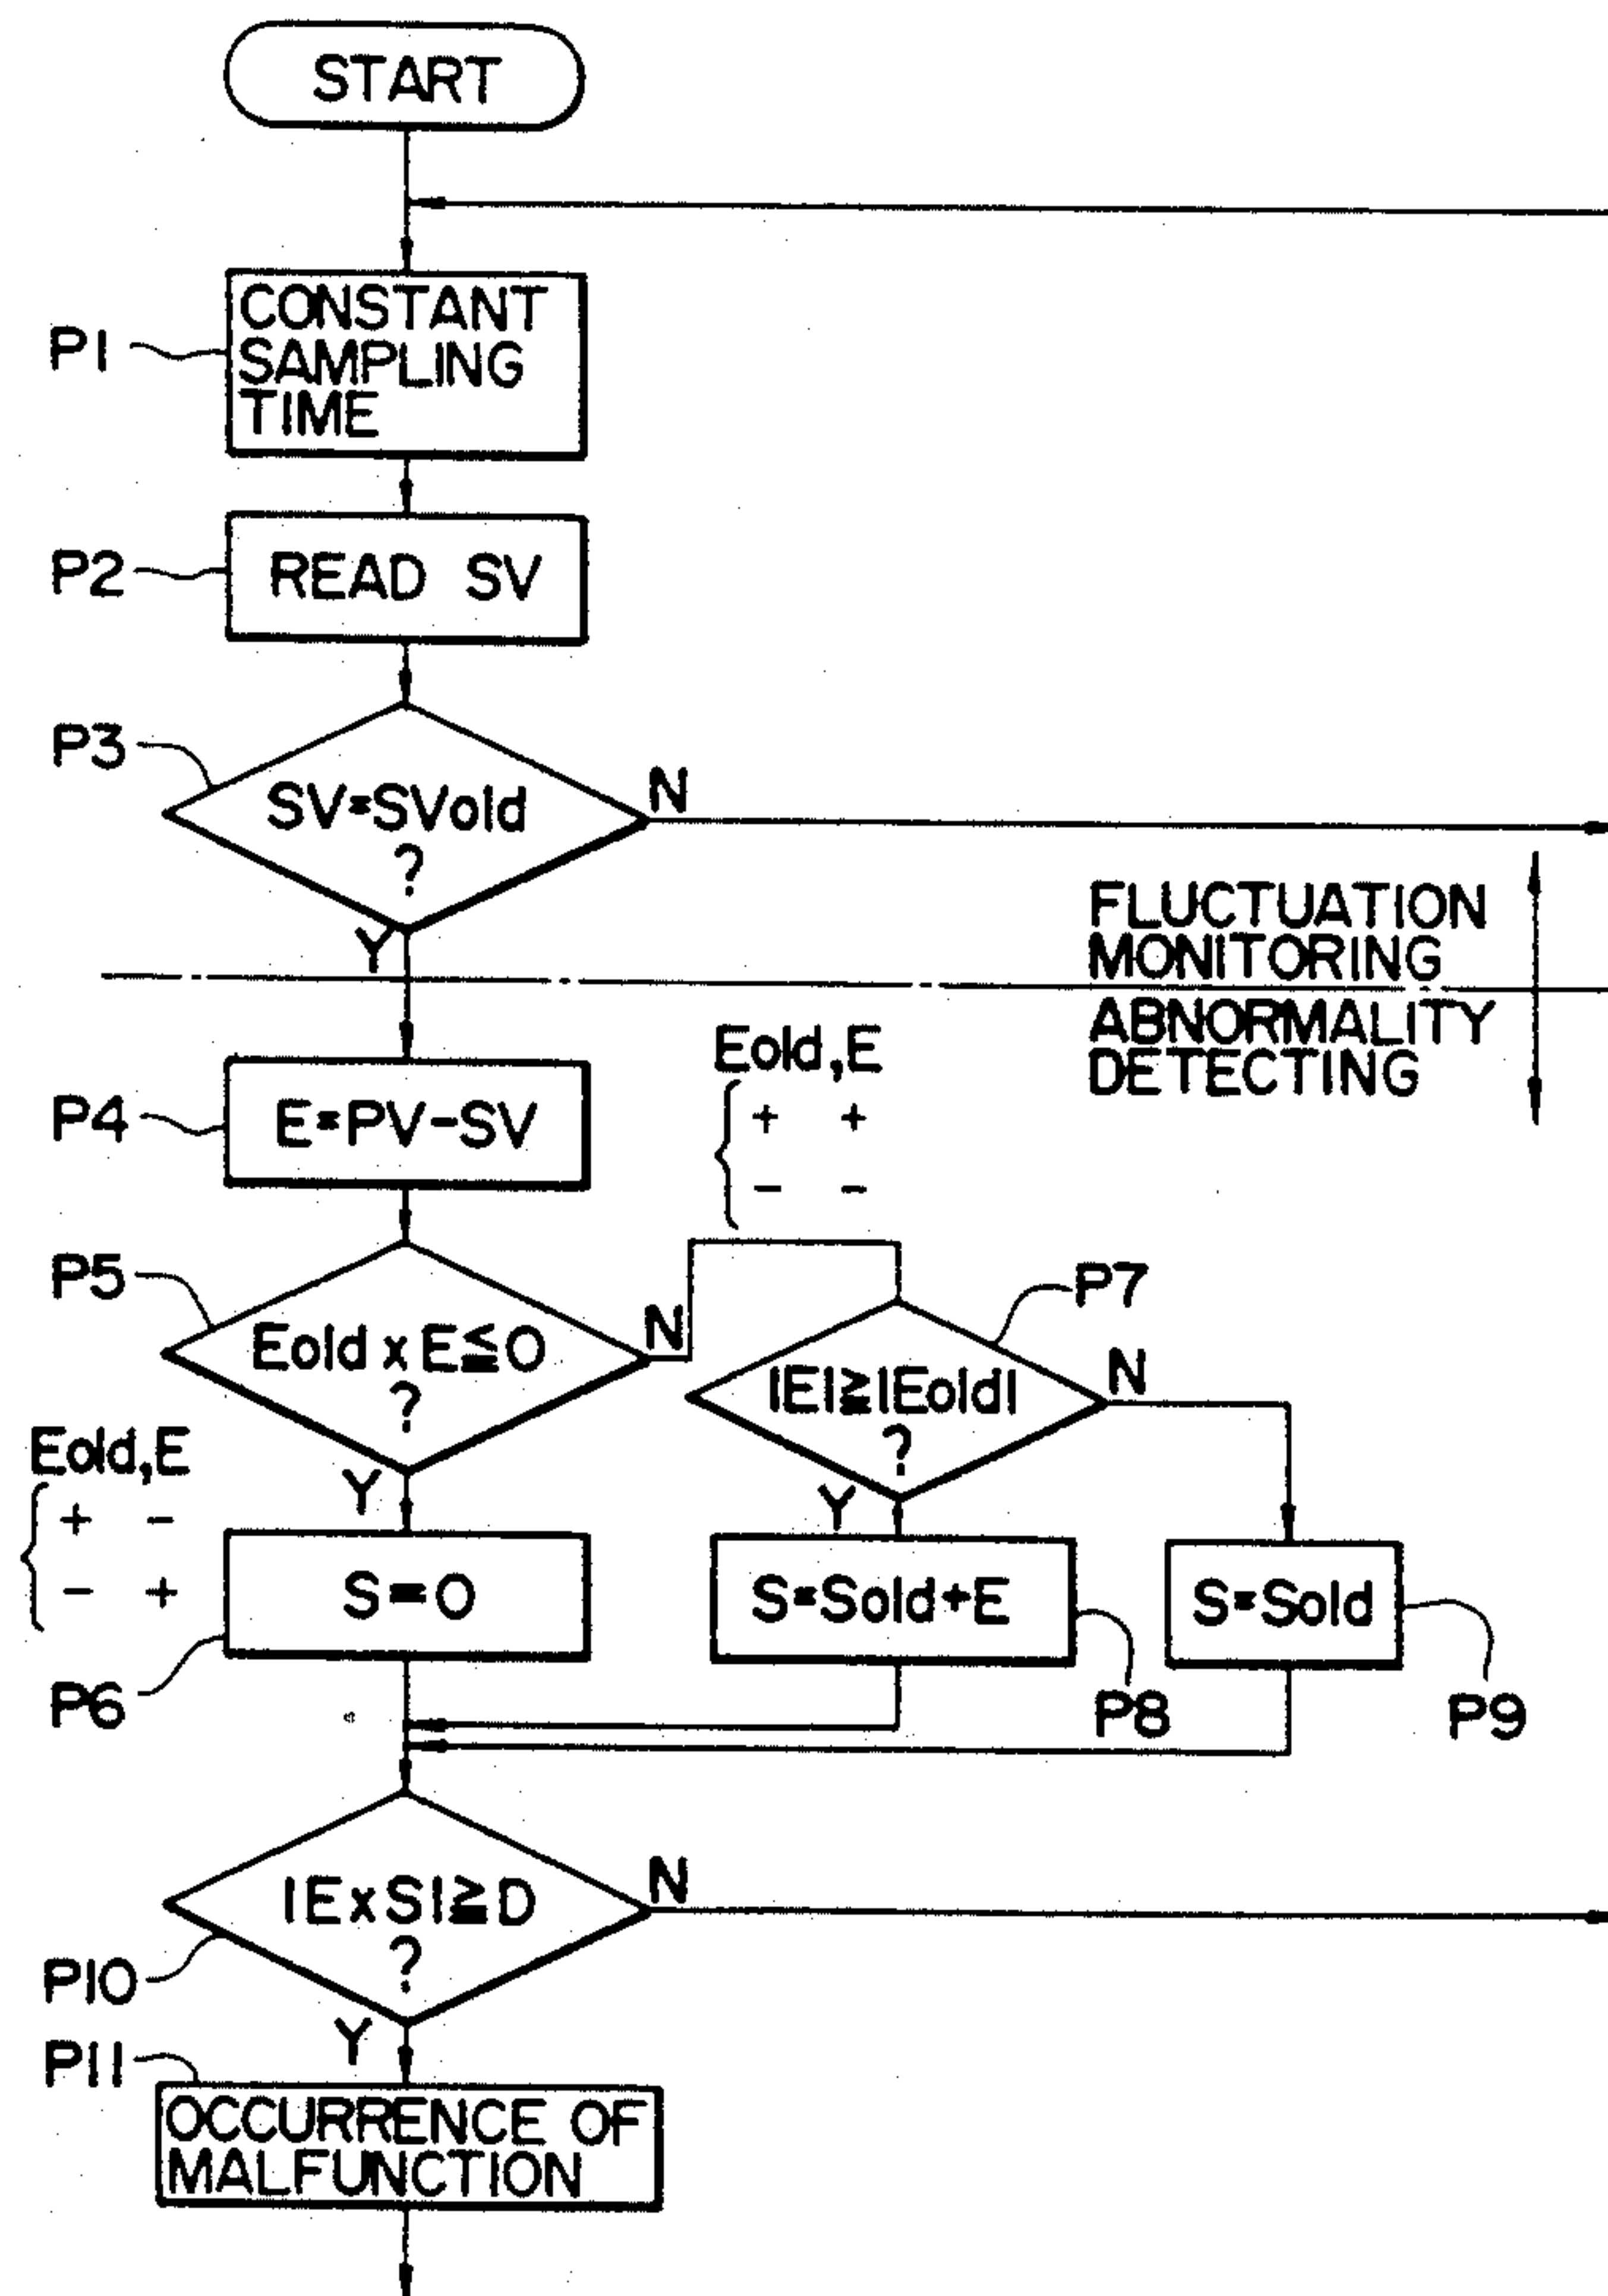 START
P1
CONSTANT
SAMPLING
TIME
P2
READ SV
P3
SV=SVold
?
N
Y
FLUCTUATION
MONITORING
ABNORMALITY
DETECTING
P4
E=PV-SV
Eold,E
+ +
- -
P5
Eold x E≦0
?
N
Y
P7
|E|≧|Eold|
?
N
Y
Eold,E
+ -
- +
S=0
P6
S=Sold+E
P8
S=Sold
P9
|ExS|≧D
?
N
Y
P10
P11
OCCURRENCE OF
MALFUNCTION